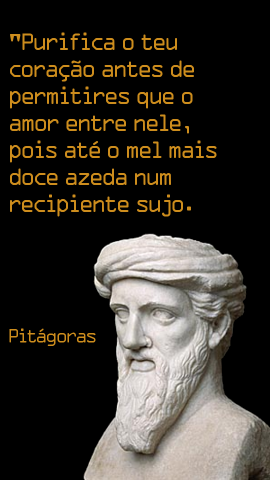 "Purifica o teu
coração antes de
permitires que o
amor entre nele,
pois até o mel mais
doce azeda num
recipiente sujo.
Pitágoras